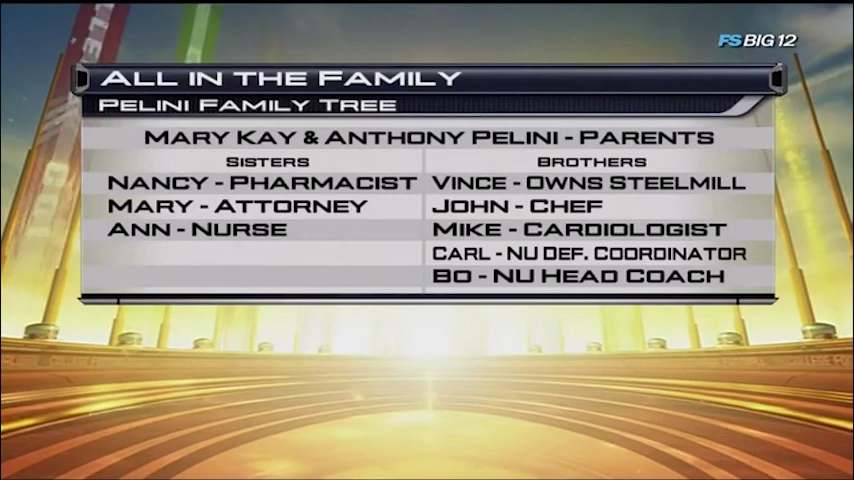 FS BIG 12
ALL IN THE FAMILY
PELINI FAMILY TREE
MARY KAY & ANTHONY PELINI - PARENTS
SISTERS
NANCY - PHARMACIST
MARY - ATTORNEY
ANN - NURSE
BROTHERS
VINCE - OWNS STEELMILL
JOHN - CHEF
MIKE - CARDIOLOGIST
CARL - NU DEF. COORDINATOR
BO - NU HEAD COACH